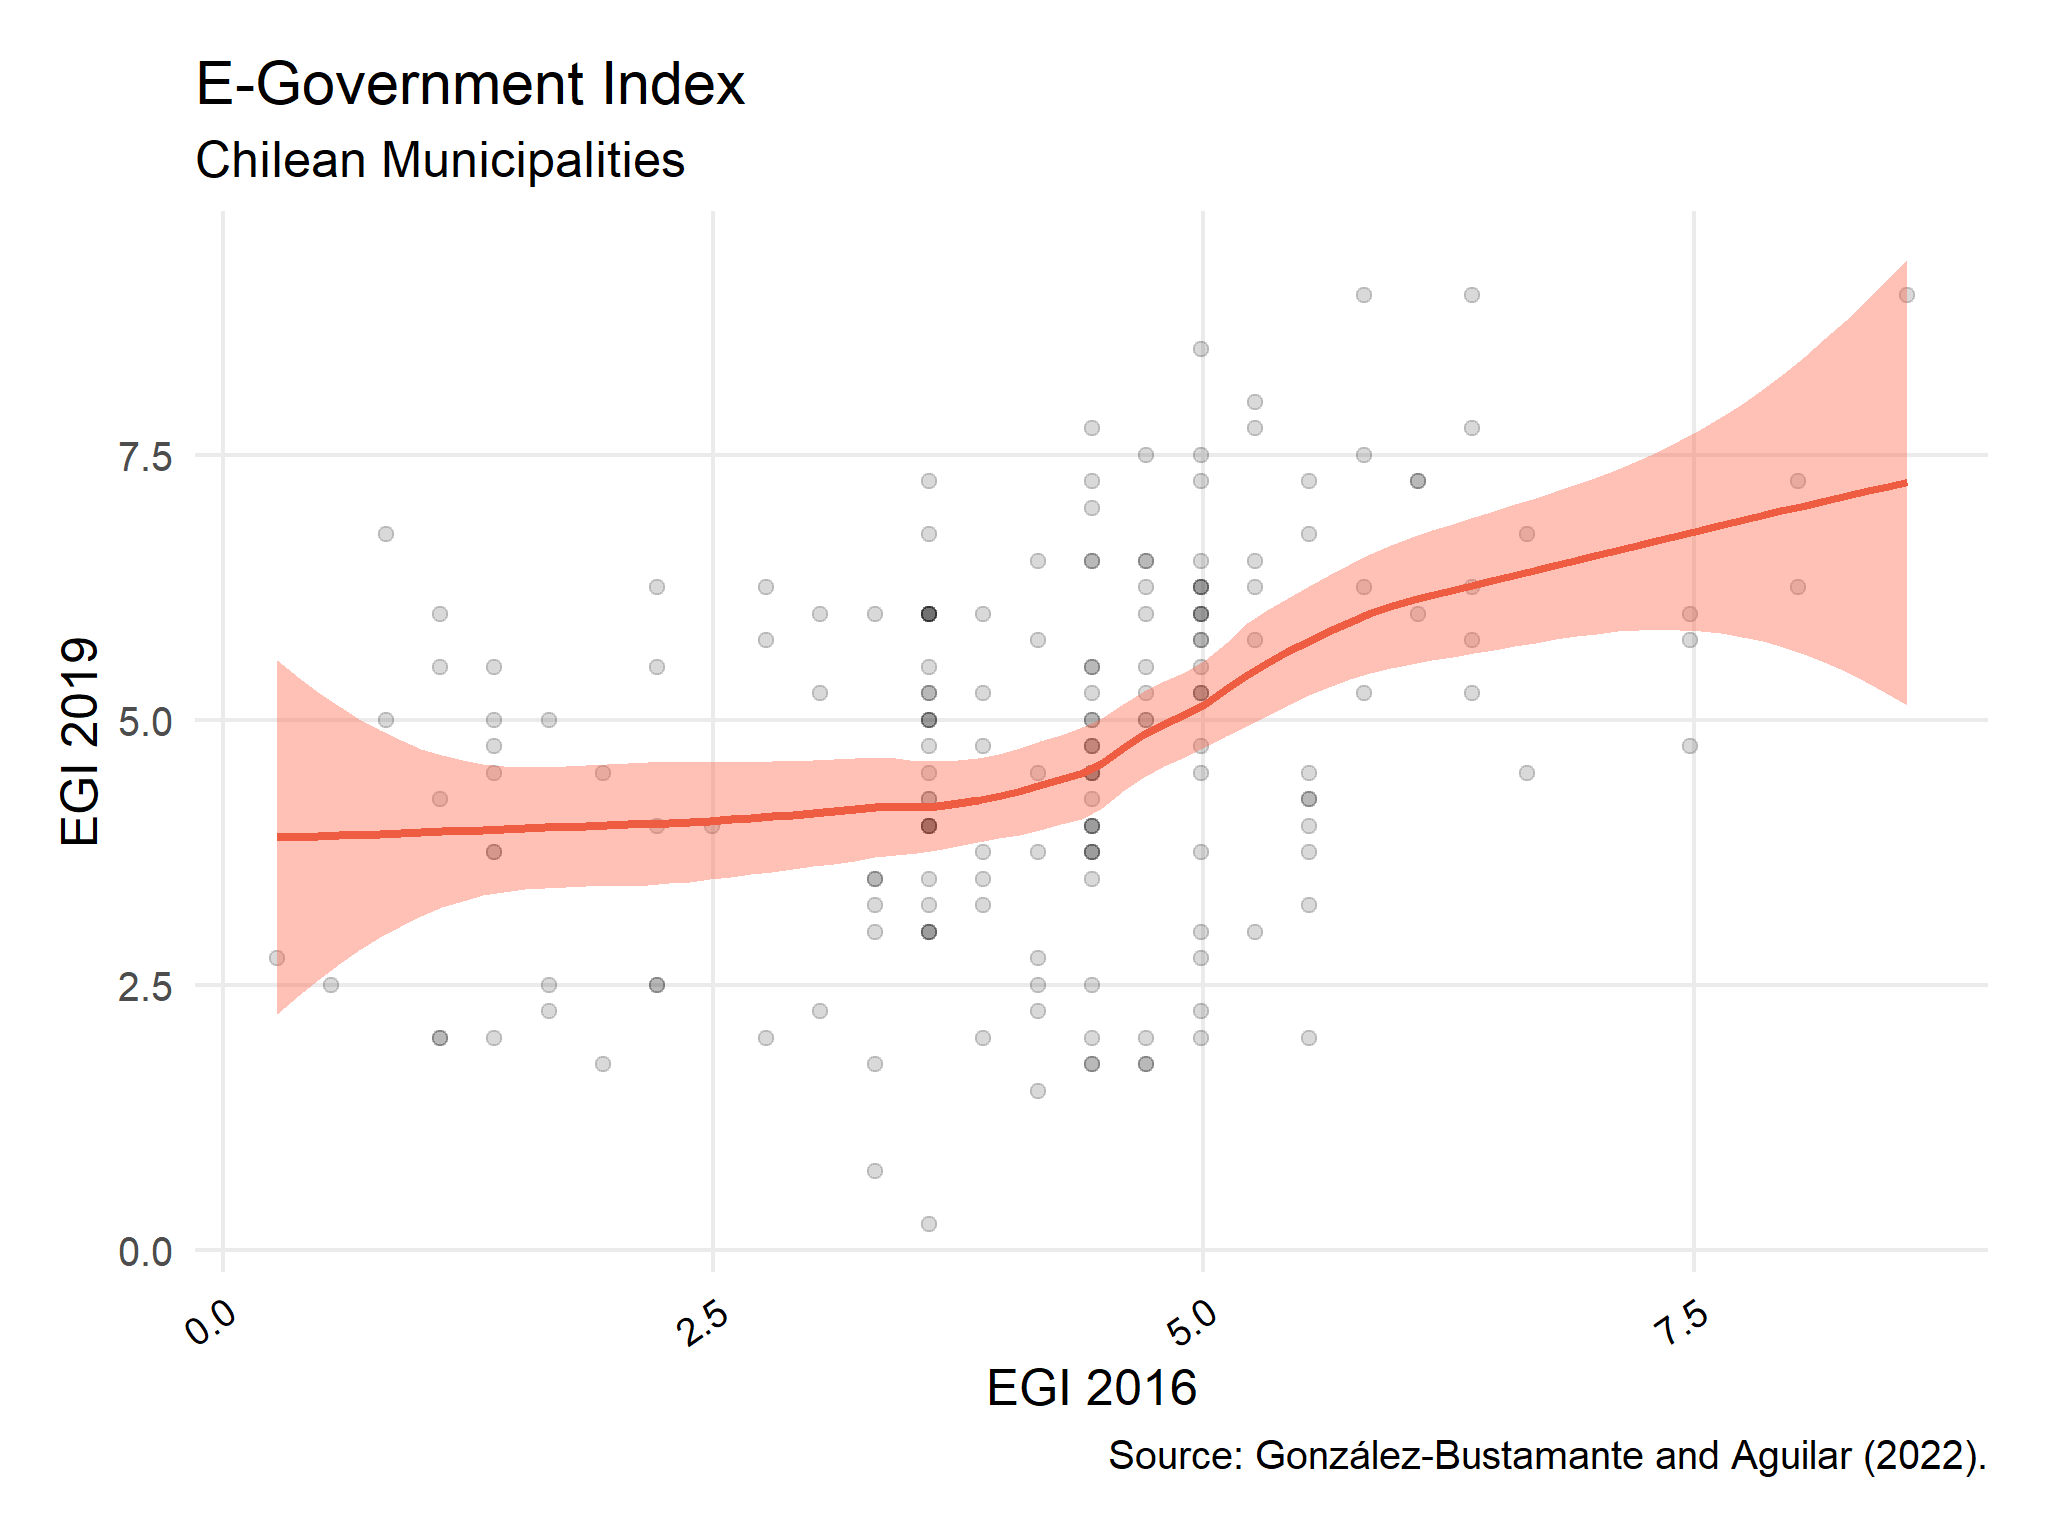 E-Government Index
Chilean Municipalities
EGI 2019
7.5
5.0
2.5
0.0
0.0
2.5
5.0
7.5
EGI 2016
Source: González-Bustamante and Aguilar (2022).